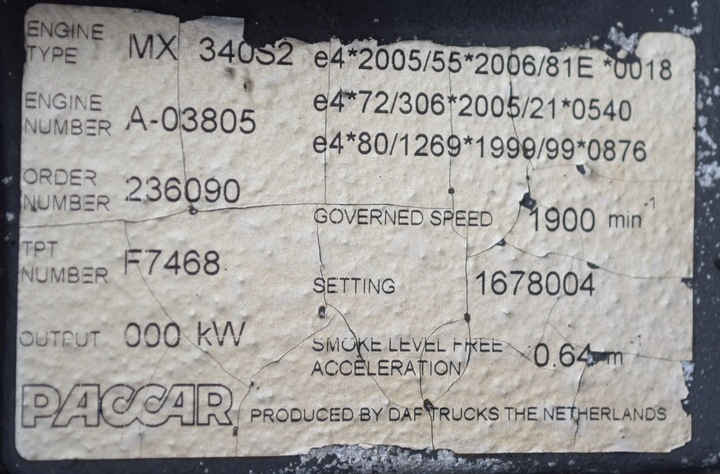 ENGINE TYPE MX 340S2
ENGINE NUMBER A-03805
ORDER NUMBER 236090
TPT NUMBER F7468
OUTPUT 000 kW
e4*2005/55*2006/81E *0018
e4*72/306*2005/21*0540
e4*80/1269*1999/99*0876
GOVERNED SPEED 1900 min-1
SETTING 1678004
SMOKE LEVEL FREE ACCELERATION 0.64 m-1
PACCAR PRODUCED BY DAF TRUCKS THE NETHERLANDS